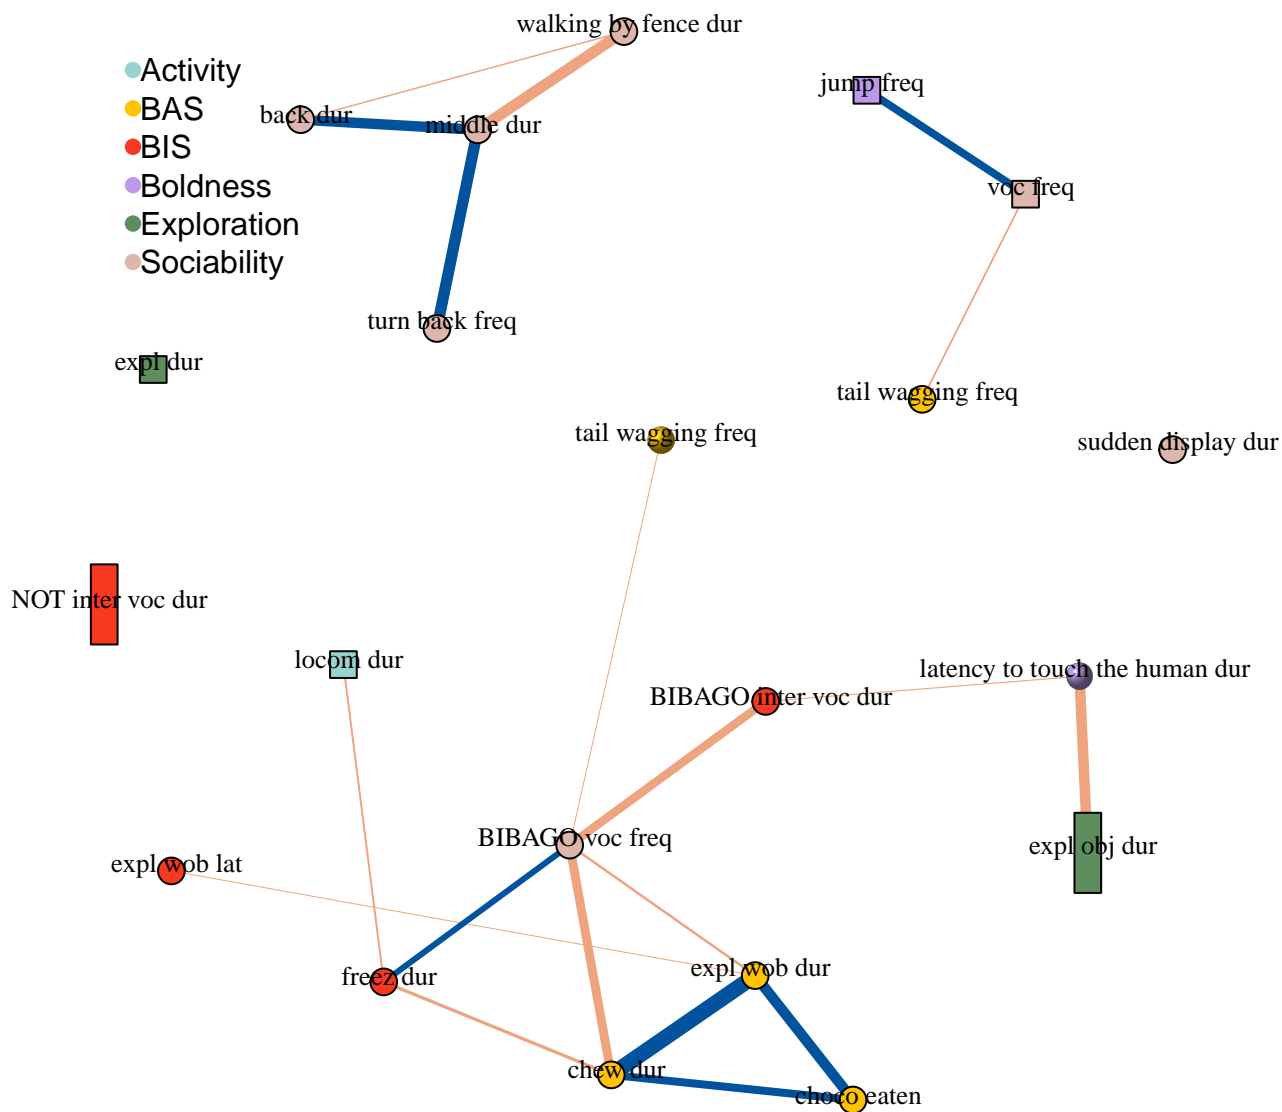 walking by fence dur
Activity
BAS
BIS
Boldness
Exploration
Sociability
jump freq
back dur
middle dur
voc freq
turn back freq
expl dur
tail wagging freq
tail wagging freq
sudden display dur
NOT inter voc dur
locom dur
latency to touch the human dur
BIBAGO inter voc dur
BIBAGO voc freq
expl obj dur
expl wob lat
freez dur
expl wob dur
chew dur
choco eaten